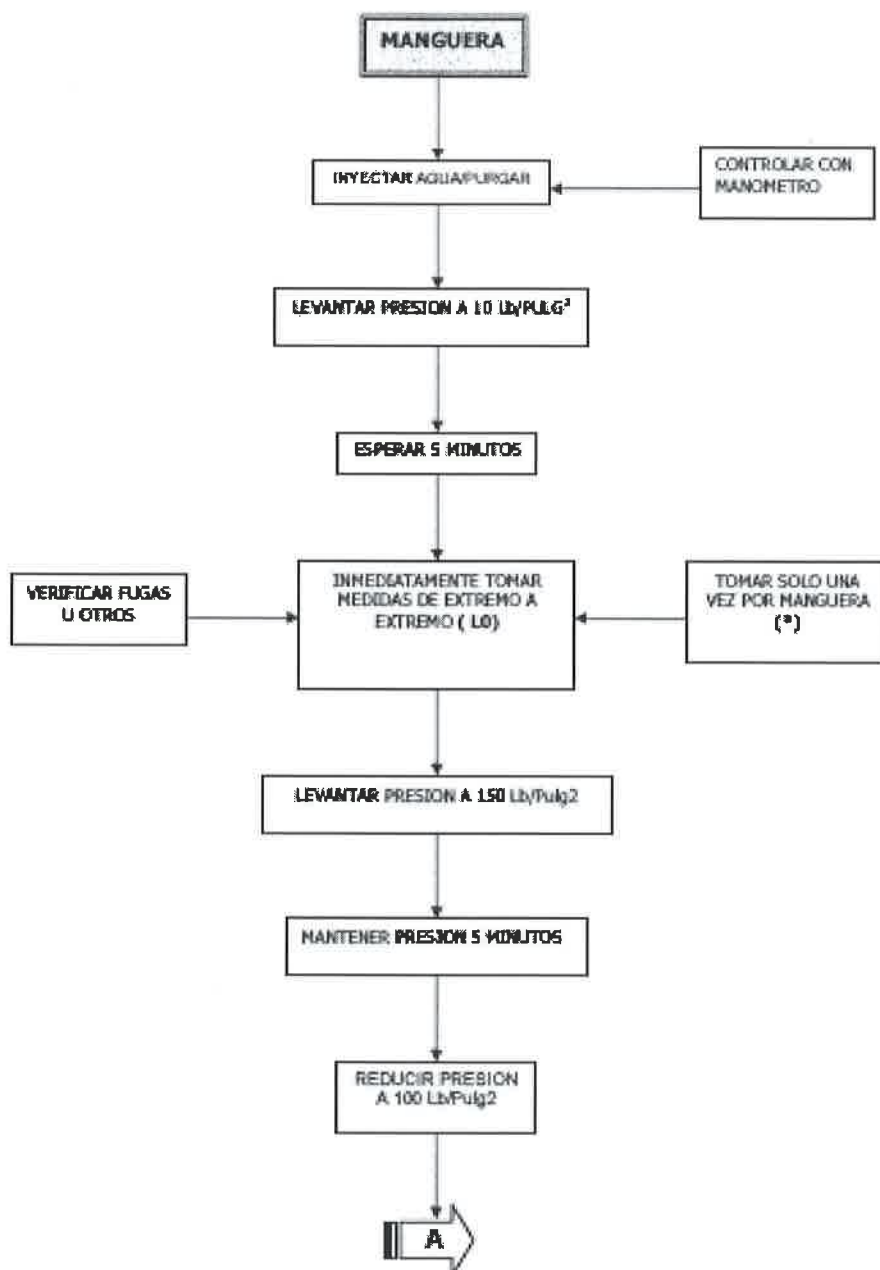 MANGUERA
INYECTAR AGUA/PURGAR
CONTROLAR CON
MANOMETRO
LEVANTAR PRESION A 10 Lb/PULG²
ESPERAR 5 MINUTOS
VERIFICAR FUGAS
U OTROS
INMEDIATAMENTE TOMAR
MEDIDAS DE EXTREMO A
EXTREMO ( L0)
TOMAR SOLO UNA
VEZ POR MANGUERA
(*)
LEVANTAR PRESION A 150 Lb/Pulg2
MANTENER PRESION 5 MINUTOS
REDUCIR PRESION
A 100 Lb/Pulg2
A